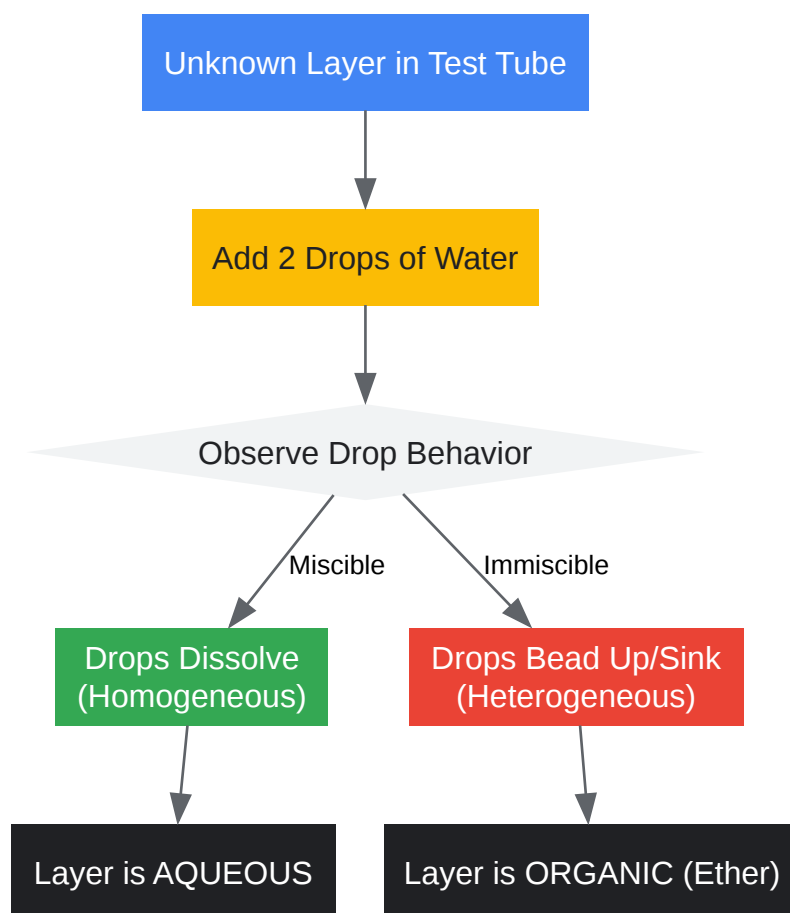 Unknown Layer in Test Tube
Add 2 Drops of Water
Observe Drop Behavior
Miscible
Immiscible
Drops Dissolve
(Homogeneous)
Drops Bead Up/Sink
(Heterogeneous)
Layer is AQUEOUS
Layer is ORGANIC (Ether)